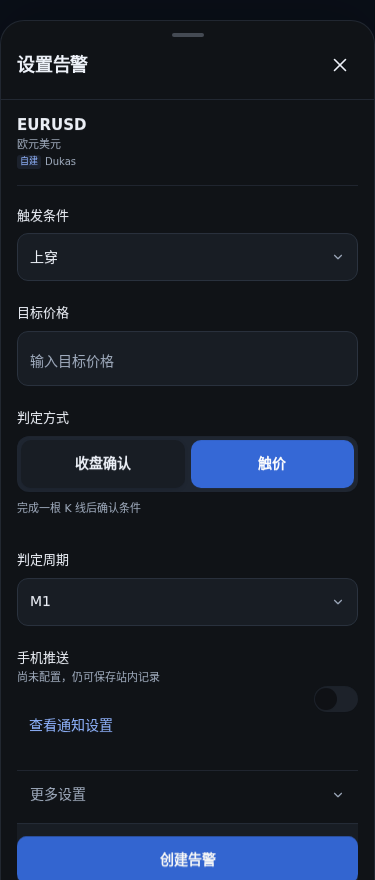 设置告警
EURUSD
欧元美元
自建 Dukas
触发条件
上穿
目标价格
输入目标价格
判定方式
收盘确认 触价
完成一根 K 线后确认条件
判定周期
M1
手机推送
尚未配置，仍可保存站内记录
查看通知设置
更多设置
创建告警